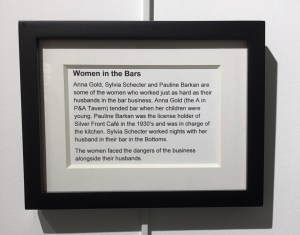 Women in the Bars
Anna Gold, Sylvia Schecter and Pauline Barkan are
some of the women who worked just as hard as their
husbands in the bar business. Anna Gold (the A in
P&A Tavern) tended bar when her children were
young. Pauline Barkan was the license holder of
Silver Front Café in the 1930's and was in charge of
the kitchen. Sylvia Schecter worked nights with her
husband in their bar in the Bottoms.
The women faced the dangers of the business
alongside their husbands.